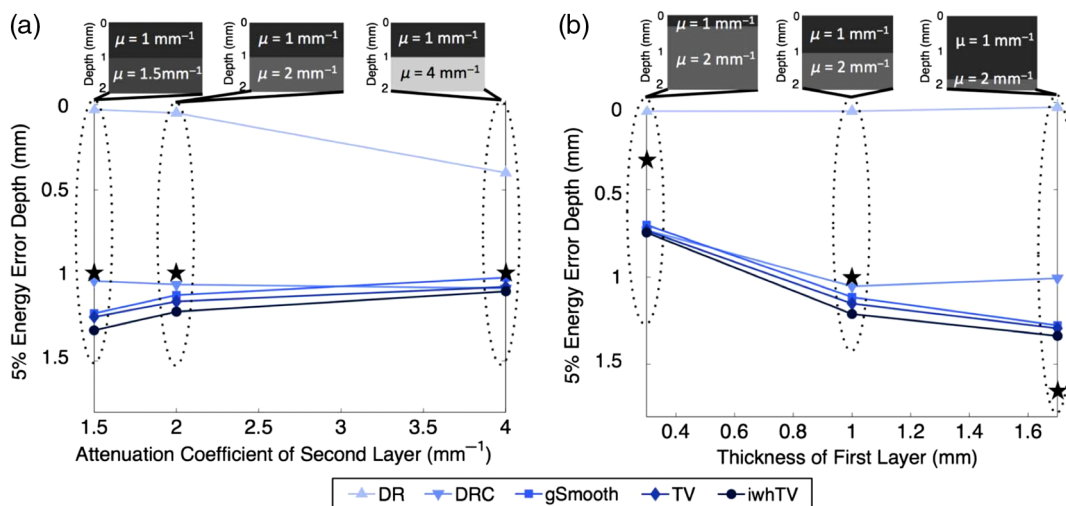 (a)
Depth (mm)
0
1
2
μ = 1 mm⁻¹
μ = 1.5mm⁻¹
Depth (mm)
0
1
2
μ = 1 mm⁻¹
μ = 2 mm⁻¹
Depth (mm)
0
1
2
μ = 1 mm⁻¹
μ = 4 mm⁻¹
5% Energy Error Depth (mm)
0
0.5
1
1.5
1.5
2
2.5
3
3.5
4
Attenuation Coefficient of Second Layer (mm⁻¹)
(b)
Depth (mm)
0
1
2
μ = 1 mm⁻¹
μ = 2 mm⁻¹
Depth (mm)
0
1
2
μ = 1 mm⁻¹
μ = 2 mm⁻¹
Depth (mm)
0
1
2
μ = 1 mm⁻¹
μ = 2 mm⁻¹
5% Energy Error Depth (mm)
0
0.5
1
1.5
0.4
0.6
0.8
1
1.2
1.4
1.6
Thickness of First Layer (mm)
DR DRC gSmooth TV iwhTV